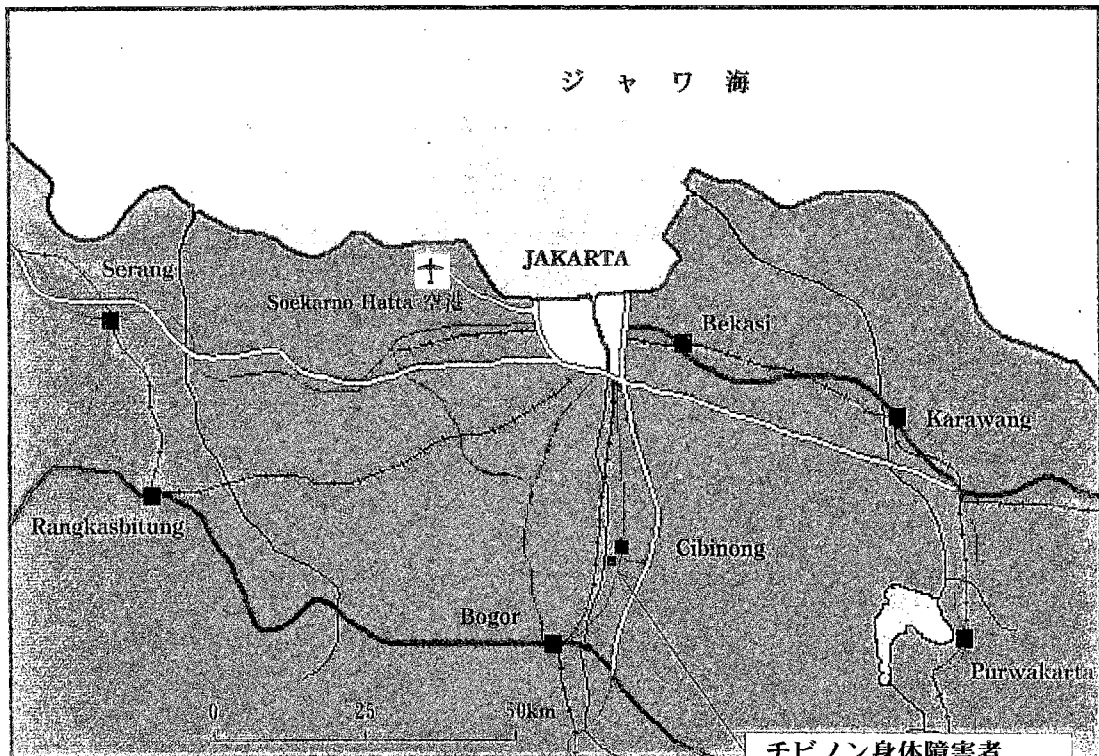 ジャワ海
JAKARTA
Serang
Soekarno Hatta 空港
Bekasi
Karawang
Rangkasbitung
Cibinong
Bogor
Purwakarta
0 25 50km
チビノン身体障害者